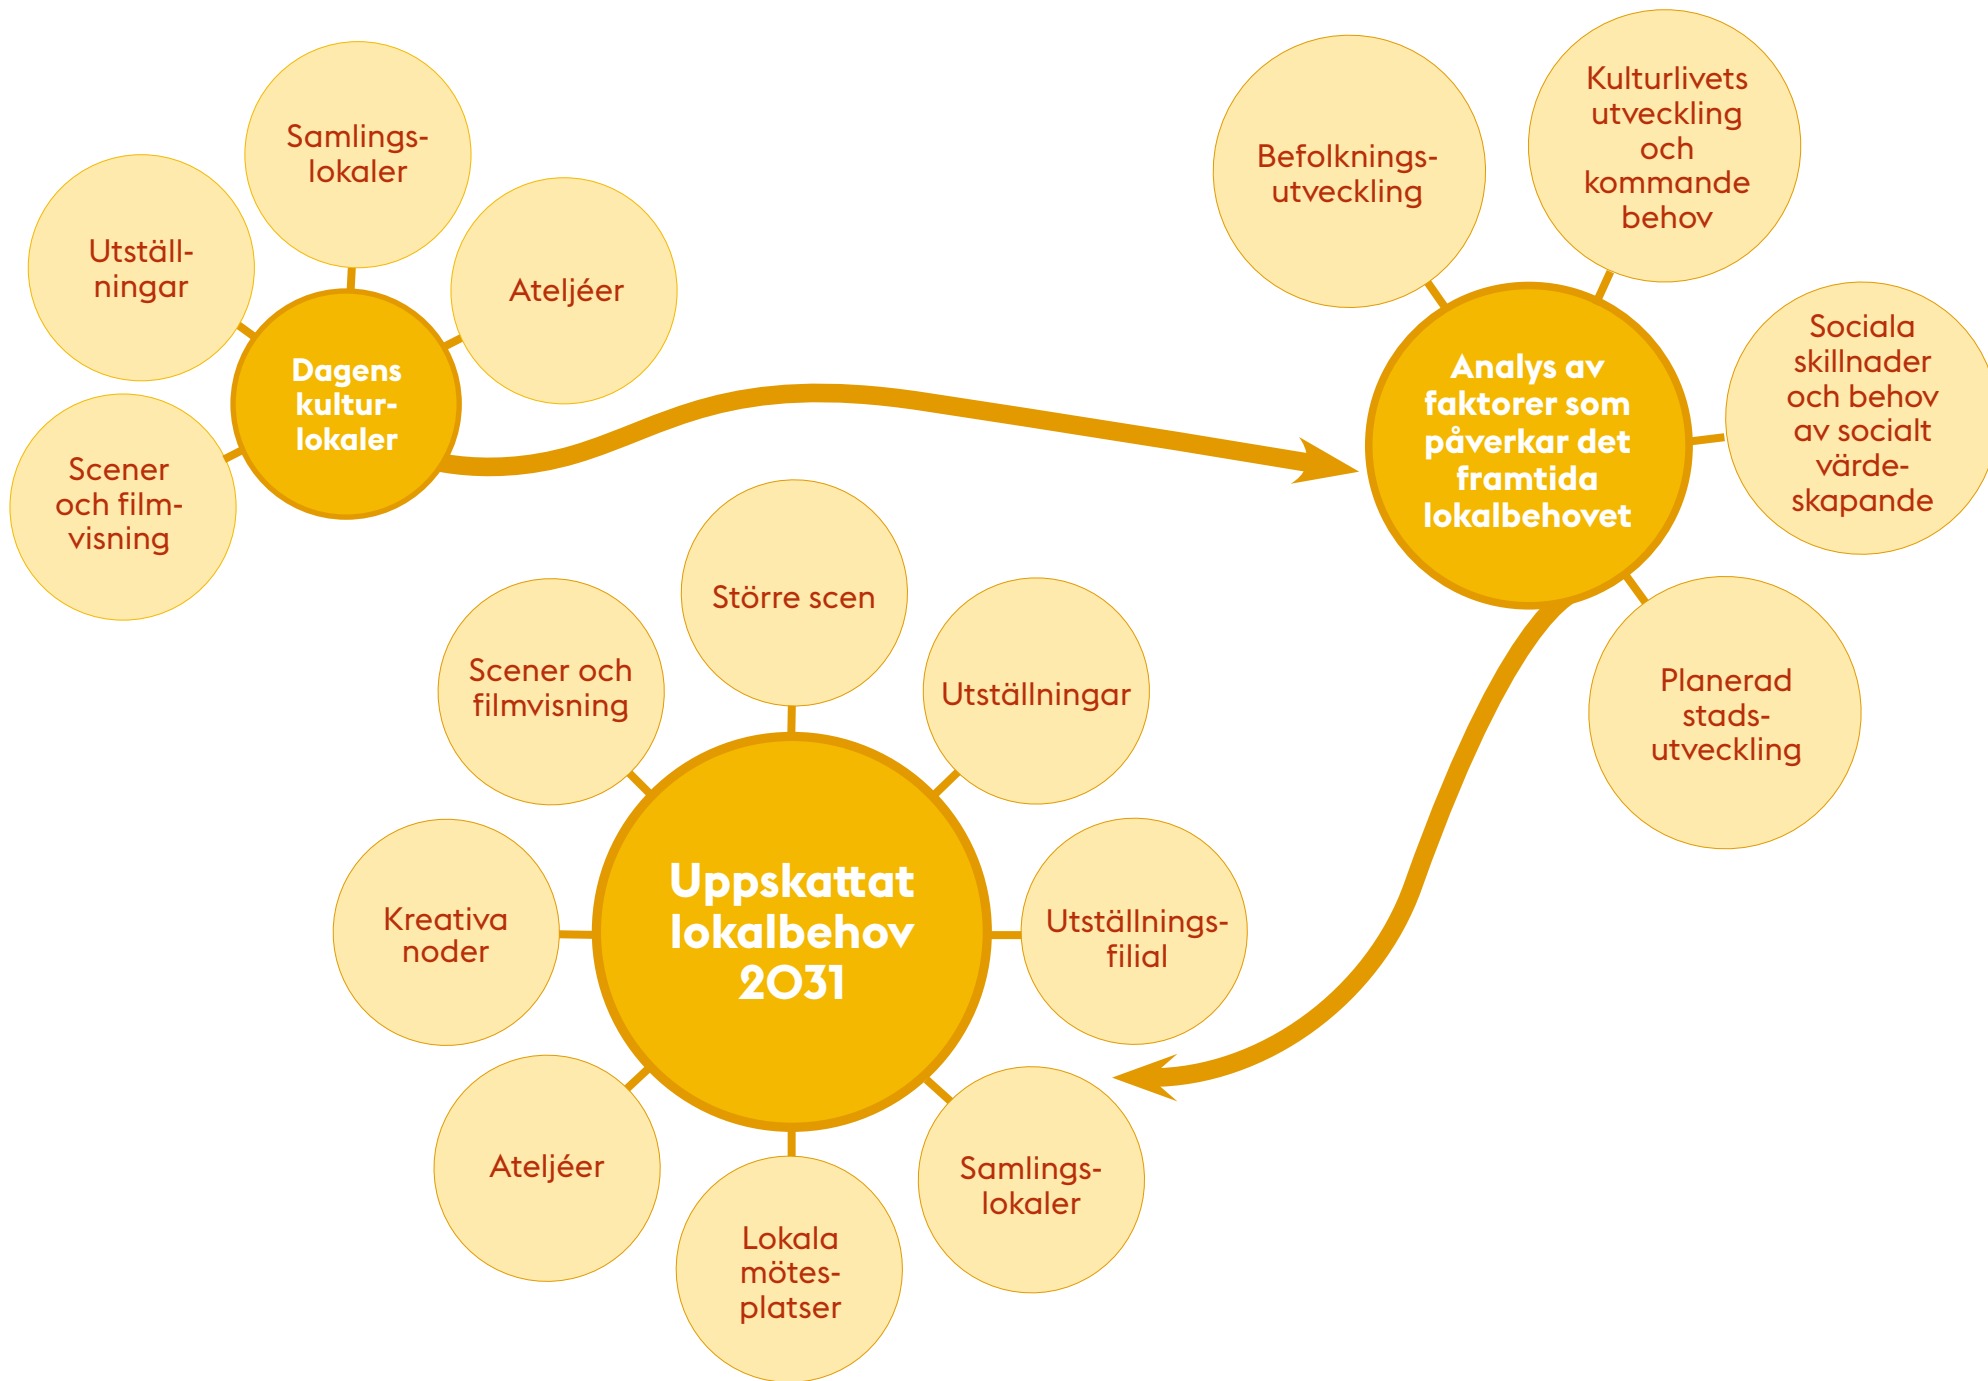 Samlings-
lokaler
Utställ-
ningar
Ateljéer
Dagens
kultur-
lokaler
Scener
och film-
visning
Befolknings-
utveckling
Kulturlivets
utveckling
och
kommande
behov
Analys av
faktorer som
påverkar det
framtida
lokalbehovet
Sociala
skillnader
och behov
av socialt
värde-
skapande
Planerad
stads-
utveckling
Större scen
Scener och
filmvisning
Utställningar
Uppskattat
lokalbehov
2031
Kreativa
noder
Utställnings-
filial
Ateljéer
Samlings-
lokaler
Lokala
mötes-
platser